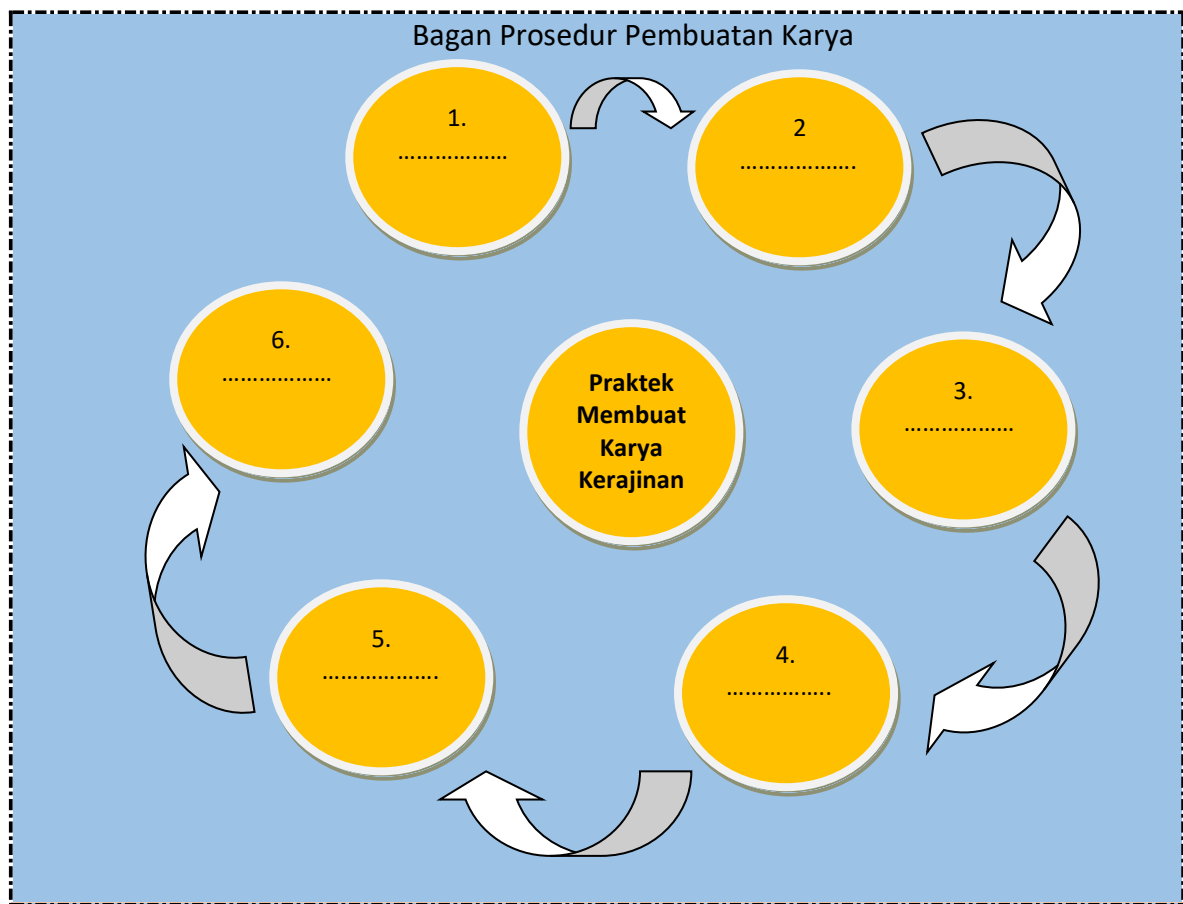 Bagan Prosedur Pembuatan Karya
1.
………………
2
……………….
3.
………………
4.
……………..
5.
……………….
6.
………………
Praktek
Membuat
Karya
Kerajinan